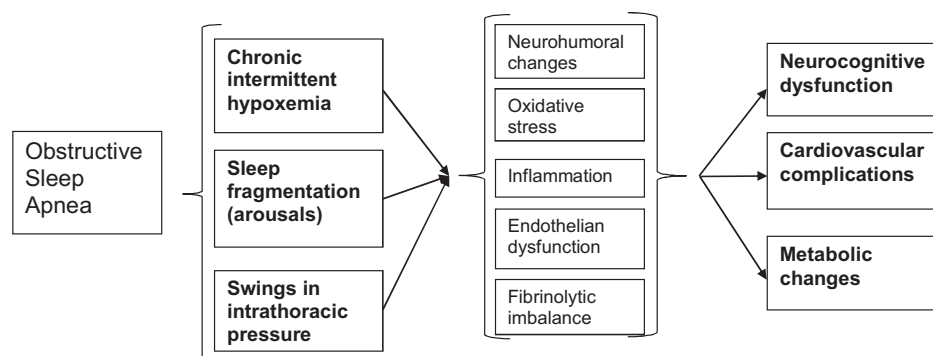 Obstructive
Sleep
Apnea
Chronic
intermittent
hypoxemia
Sleep
fragmentation
(arousals)
Swings in
intrathoracic
pressure
Neurohumoral
changes
Oxidative
stress
Inflammation
Endothelian
dysfunction
Fibrinolytic
imbalance
Neurocognitive
dysfunction
Cardiovascular
complications
Metabolic
changes